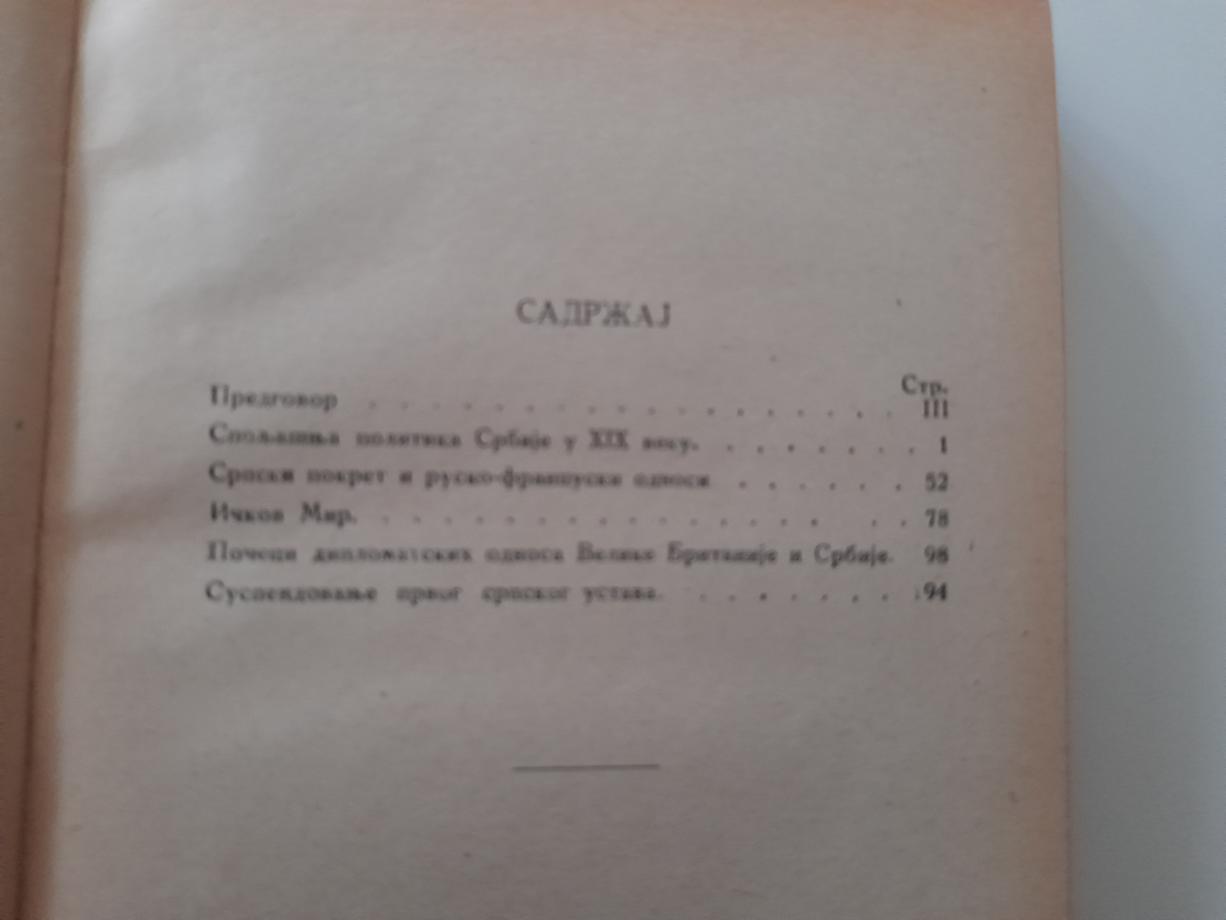 САДРЖАЈ
Стр.
Предговор . . . . . . . . . . . . . . . . . . III
Спољашња политика Србије у XIX веку. . . . . . . . 1
Српски покрет и руско-француски односи . . . . . . 52
Ичков Мир. . . . . . . . . . . . . . . . 78
Почеци дипломатских односа Велике Британије и Србије. 98
Суспендовање првог српског устава. . . . . . . . . 94